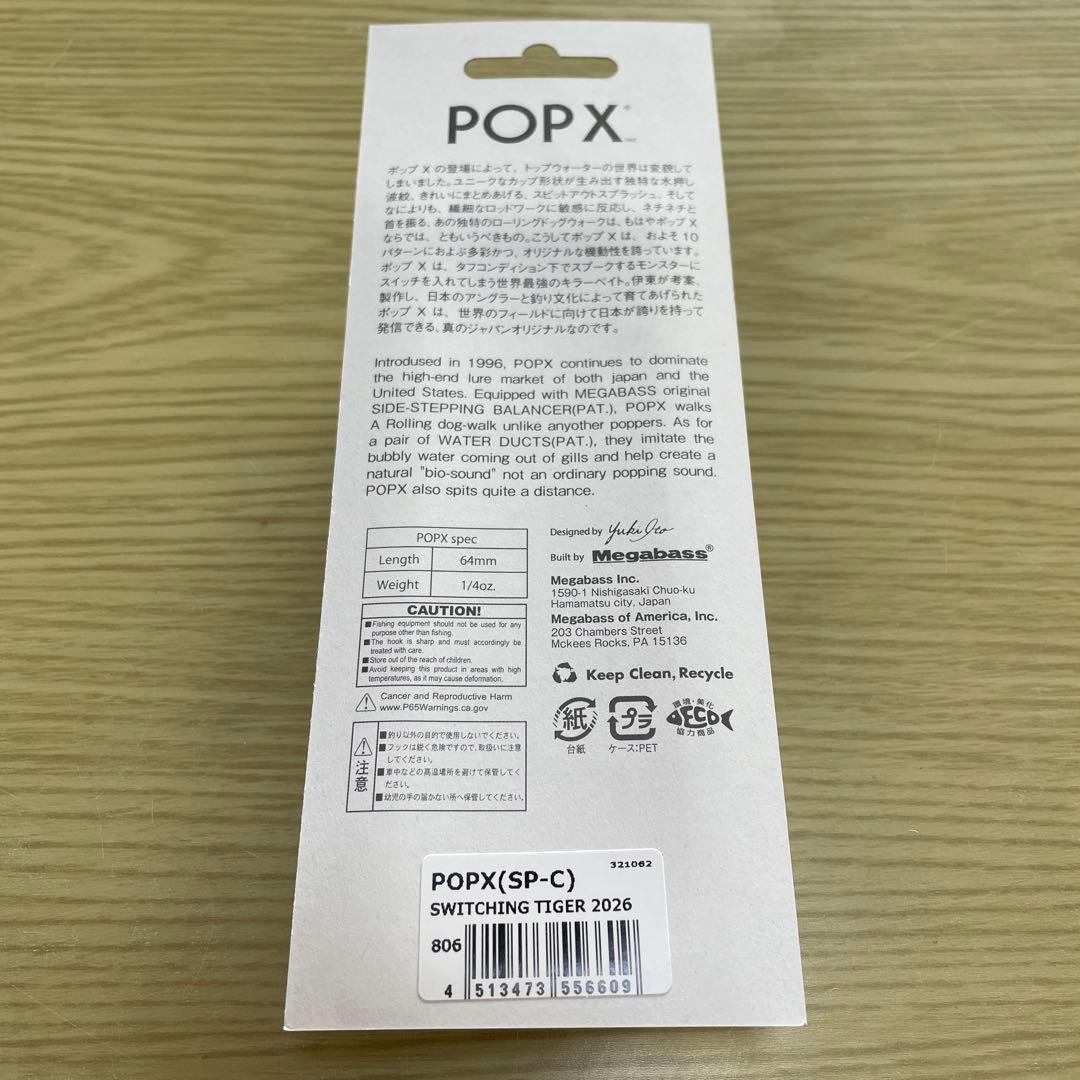 POPX
ポップ X の登場によって、トップウォーターの世界は変貌して
しまいました。ユニークなカップ形状が生み出す独特な水押し
波紋、きれいにまとめあげる、スピットアウトスプラッシュ、そして
なによりも、繊細なロッドワークに敏感に反応し、ネチネチと
首を振る、あの独特のローリングドッグウォークは、もはやポップ X
ならでは、ともいうべきもの。こうしてポップ X は、およそ 10
パターンにおよぶ多彩かつ、オリジナルな機動性を誇っています。
ポップ X は、タフコンディション下でスプークするモンスターに
スイッチを入れてしまう世界最強のキラーベイト。伊東が考案、
製作し、日本のアングラーと釣り文化によって育てあげられた
ポップ X は、世界のフィールドに向けて日本が誇りを持って
発信できる、真のジャパンオリジナルなのです。
Introdused in 1996, POPX continues to dominate
the high-end lure market of both japan and the
United States. Equipped with MEGABASS original
SIDE-STEPPING BALANCER(PAT.), POPX walks
A Rolling dog-walk unlike anyother poppers. As for
a pair of WATER DUCTS(PAT.), they imitate the
bubbly water coming out of gills and help create a
natural "bio-sound" not an ordinary popping sound.
POPX also spits quite a distance.
POPX spec
Length 64mm
Weight 1/4oz.
CAUTION!
■Fishing equipment should not be used for any
purpose other than fishing.
■The hook is sharp and must accordingly be
treated with care.
■Store out of the reach of children.
■Avoid keeping this product in areas with high
temperatures, as it may cause deformation.
Cancer and Reproductive Harm
www.P65Warnings.ca.gov
注意
■釣り以外の目的で使用しないでください。
■フックは鋭く危険ですので、取扱いに注意
してください。
■車中などの高温場所を避けて保管してく
ださい。
■幼児の手の届かない所へ保管してください。
Designed by Yuki Ito
Built by Megabass®
Megabass Inc.
1590-1 Nishigasaki Chuo-ku
Hamamatsu city, Japan
Megabass of America, Inc.
203 Chambers Street
Mckees Rocks, PA 15136
Keep Clean, Recycle
紙
台紙
プラ
ケース:PET
環境・美化
ECO
協力商品
321062
POPX(SP-C)
SWITCHING TIGER 2026
806
4 513473 556609